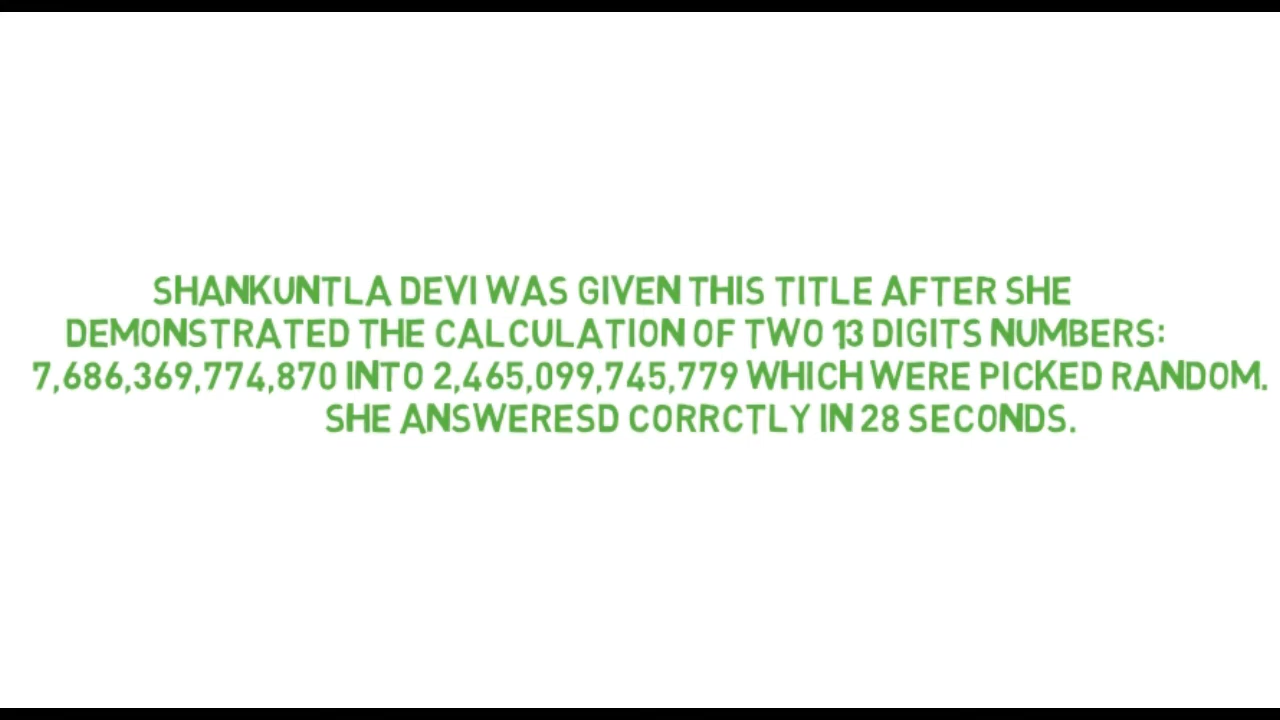 SHANKUNTLA DEVI WAS GIVEN THIS TITLE AFTER SHE
DEMONSTRATED THE CALCULATION OF TWO 13 DIGITS NUMBERS:
7,686,369,774,870 INTO 2,465,099,745,779 WHICH WERE PICKED RANDOM.
SHE ANSWERESD CORRCTLY IN 28 SECONDS.